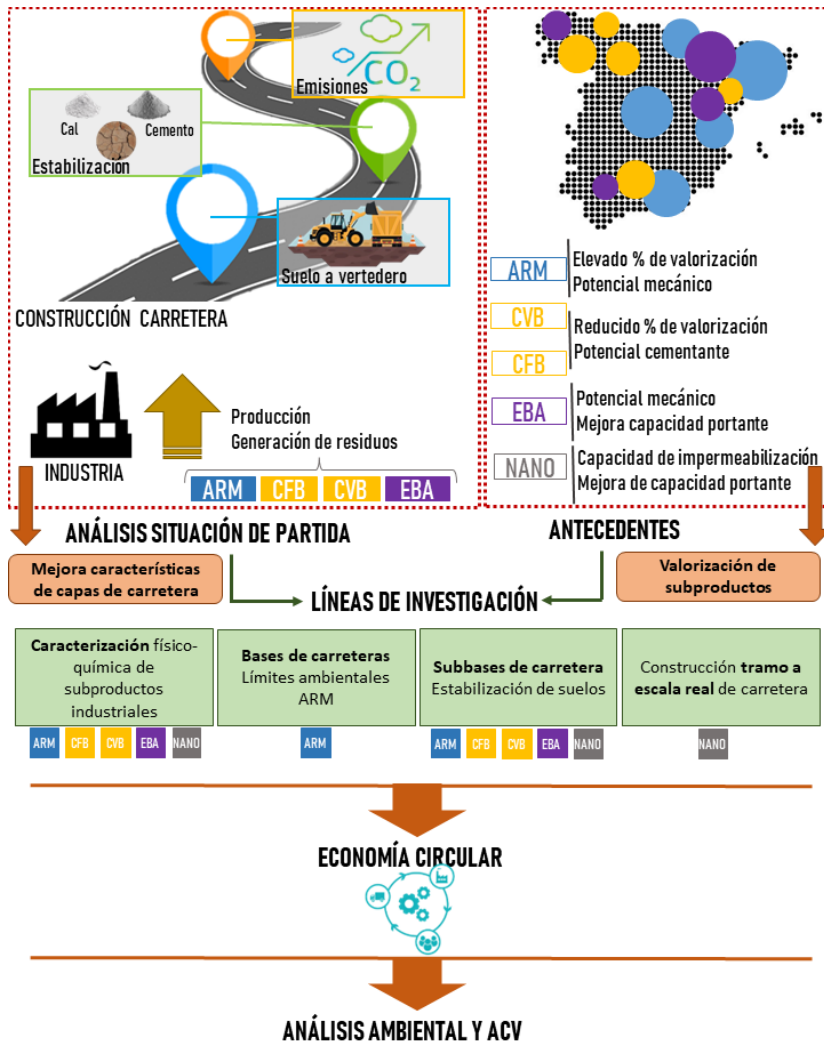 Emisiones
CO₂
Cal
Cemento
Estabilización
Suelo a vertedero
CONSTRUCCIÓN CARRETERA
INDUSTRIA
Producción
Generación de residuos
ARM CFB CVB EBA
ARM
Elevado % de valorización
Potencial mecánico
CVB
CFB
Reducido % de valorización
Potencial cementante
EBA
Potencial mecánico
Mejora capacidad portante
NANO
Capacidad de impermeabilización
Mejora de capacidad portante
ANÁLISIS SITUACIÓN DE PARTIDA
ANTECEDENTES
Mejora características
de capas de carretera
Valorización de
subproductos
LÍNEAS DE INVESTIGACIÓN
Caracterización físico-
química de
subproductos
industriales
Bases de carreteras
Límites ambientales
ARM
Subbases de carretera
Estabilización de suelos
Construcción tramo a
escala real de carretera
ARM CFB CVB EBA NANO
ARM
ARM CFB CVB EBA NANO
NANO
ECONOMÍA CIRCULAR
ANÁLISIS AMBIENTAL Y ACV